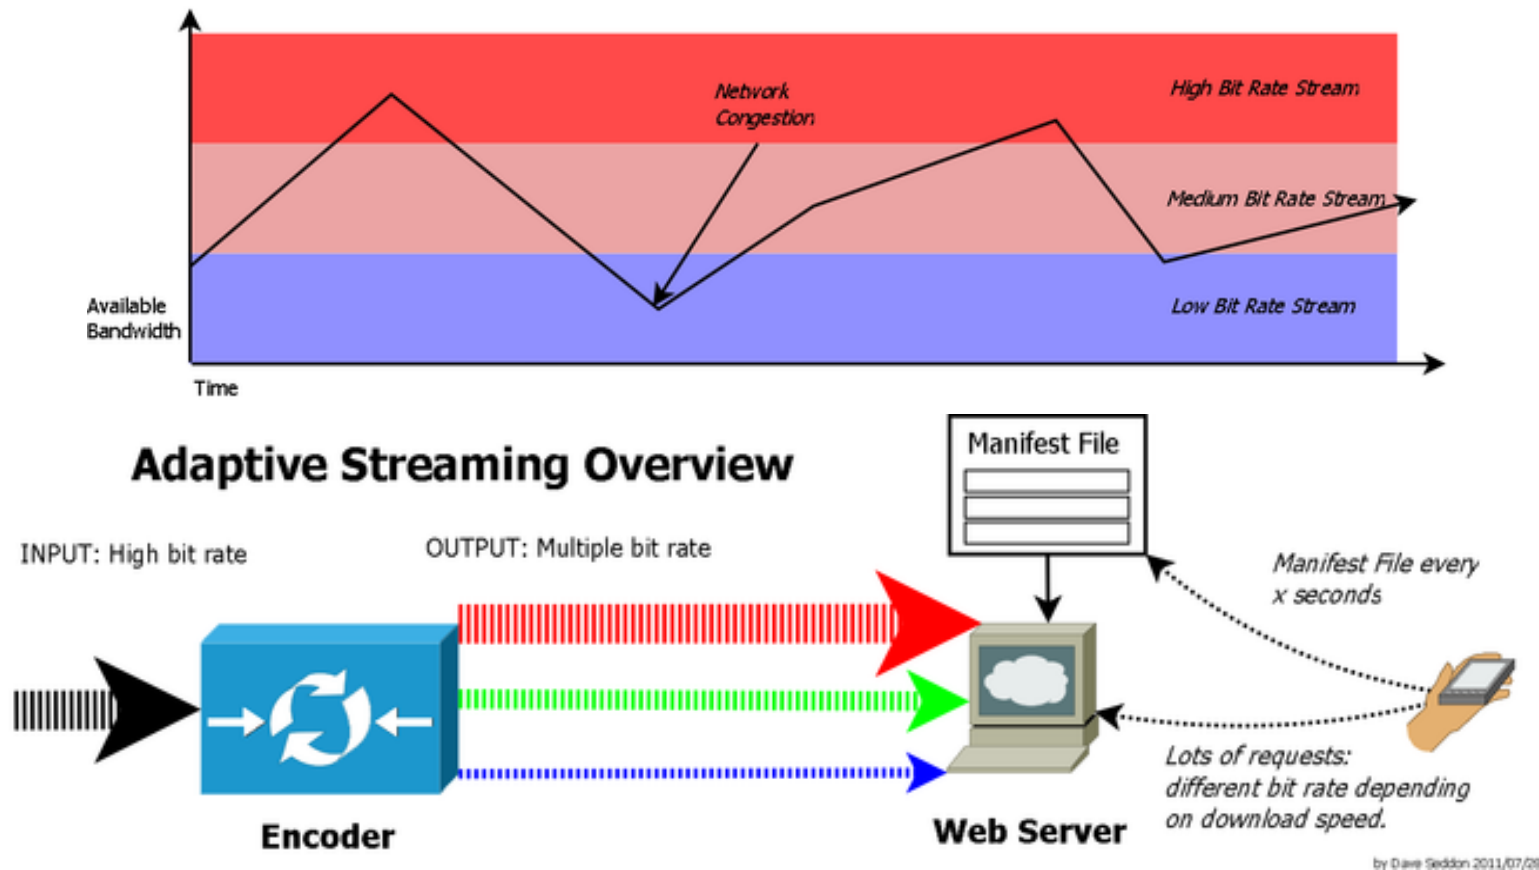 Network
Congestion
High Bit Rate Stream
Medium Bit Rate Stream
Low Bit Rate Stream
Available
Bandwidth
Time
Adaptive Streaming Overview
Manifest File
INPUT: High bit rate
OUTPUT: Multiple bit rate
Manifest File every
x seconds
Lots of requests:
different bit rate depending
on download speed.
Encoder
Web Server
by Dave Seddon 2011/07/28